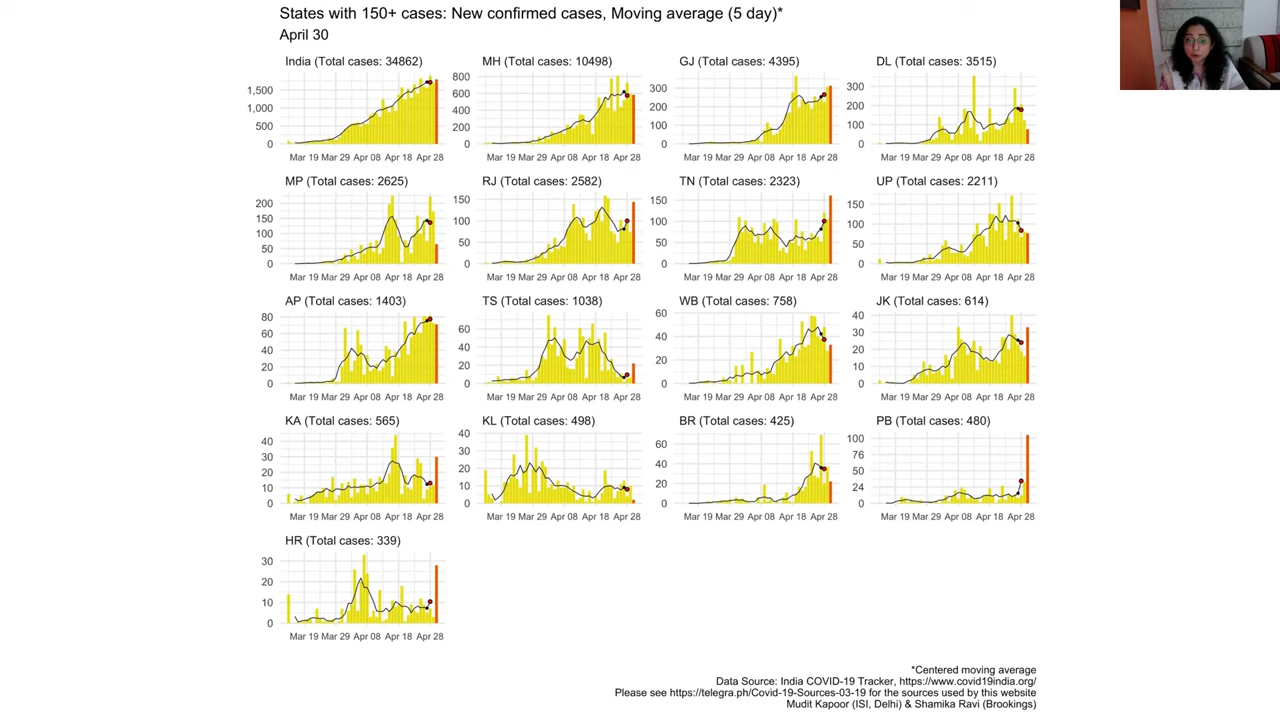 States with 150+ cases: New confirmed cases, Moving average (5 day)*
April 30
India (Total cases: 34862)
1,500
1,000
500
0
Mar 19 Mar 29 Apr 08 Apr 18 Apr 28
MH (Total cases: 10498)
800
600
400
200
0
Mar 19 Mar 29 Apr 08 Apr 18 Apr 28
GJ (Total cases: 4395)
300
200
100
0
Mar 19 Mar 29 Apr 08 Apr 18 Apr 28
DL (Total cases: 3515)
300
200
100
0
Mar 19 Mar 29 Apr 08 Apr 18 Apr 28
MP (Total cases: 2625)
200
150
100
50
0
Mar 19 Mar 29 Apr 08 Apr 18 Apr 28
RJ (Total cases: 2582)
150
100
50
0
Mar 19 Mar 29 Apr 08 Apr 18 Apr 28
TN (Total cases: 2323)
150
100
50
0
Mar 19 Mar 29 Apr 08 Apr 18 Apr 28
UP (Total cases: 2211)
150
100
50
0
Mar 19 Mar 29 Apr 08 Apr 18 Apr 28
AP (Total cases: 1403)
80
60
40
20
0
Mar 19 Mar 29 Apr 08 Apr 18 Apr 28
TS (Total cases: 1038)
60
40
20
0
Mar 19 Mar 29 Apr 08 Apr 18 Apr 28
WB (Total cases: 758)
60
40
20
0
Mar 19 Mar 29 Apr 08 Apr 18 Apr 28
JK (Total cases: 614)
40
30
20
10
0
Mar 19 Mar 29 Apr 08 Apr 18 Apr 28
KA (Total cases: 565)
40
30
20
10
0
Mar 19 Mar 29 Apr 08 Apr 18 Apr 28
KL (Total cases: 498)
40
30
20
10
0
Mar 19 Mar 29 Apr 08 Apr 18 Apr 28
BR (Total cases: 425)
60
40
20
0
Mar 19 Mar 29 Apr 08 Apr 18 Apr 28
PB (Total cases: 480)
100
76
50
24
0
Mar 19 Mar 29 Apr 08 Apr 18 Apr 28
HR (Total cases: 339)
30
20
10
0
Mar 19 Mar 29 Apr 08 Apr 18 Apr 28
*Centered moving average
Data Source: India COVID-19 Tracker, https://www.covid19india.org/
Please see https://telegra.ph/Covid-19-Sources-03-19 for the sources used by this website
Mudit Kapoor (ISI, Delhi) & Shamika Ravi (Brookings)